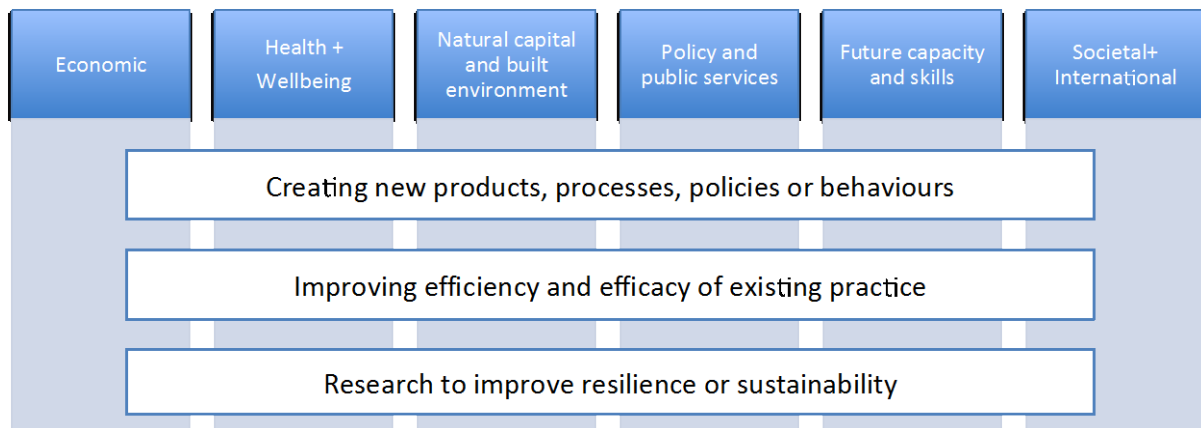 Economic
Health +
Wellbeing
Natural capital
and built
environment
Policy and
public services
Future capacity
and skills
Societal+
International
Creating new products, processes, policies or behaviours
Improving efficiency and efficacy of existing practice
Research to improve resilience or sustainability